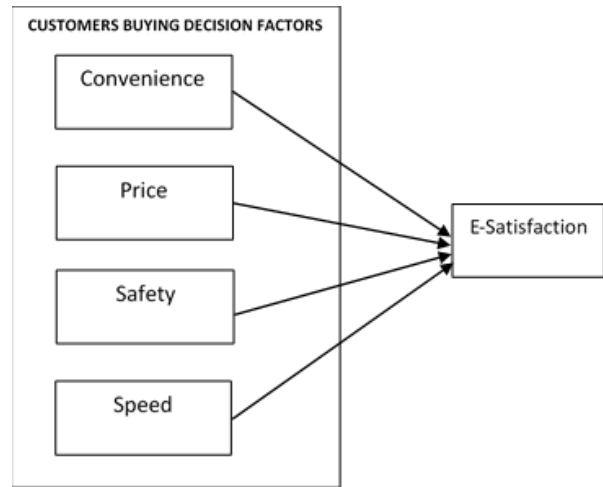 CUSTOMERS BUYING DECISION FACTORS
Convenience
Price
Safety
Speed
E-Satisfaction